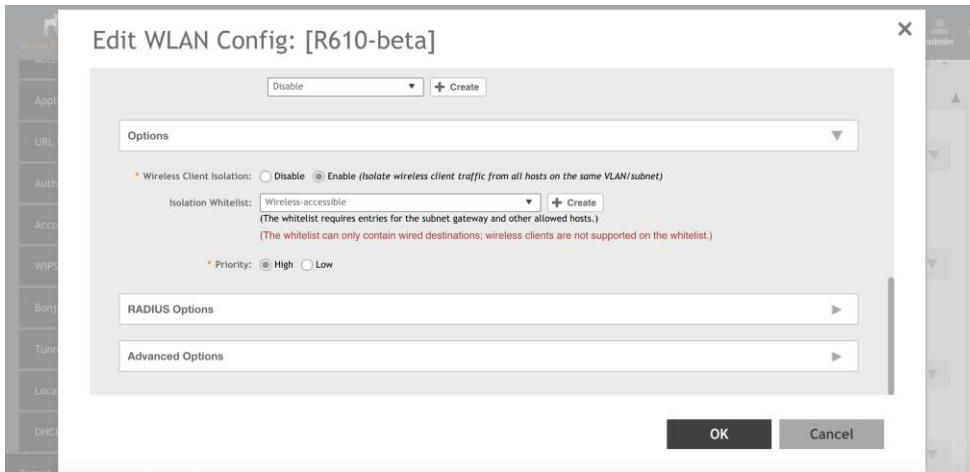 Edit WLAN Config: [R610-beta]
admin
Disable
Create
Options
* Wireless Client Isolation: Disable Enable (Isolate wireless client traffic from all hosts on the same VLAN/subnet)
Isolation Whitelist: Wireless-accessible Create
(The whitelist requires entries for the subnet gateway and other allowed hosts.)
(The whitelist can only contain wired destinations; wireless clients are not supported on the whitelist.)
* Priority: High Low
RADIUS Options
Advanced Options
URL
WIPS
OK Cancel